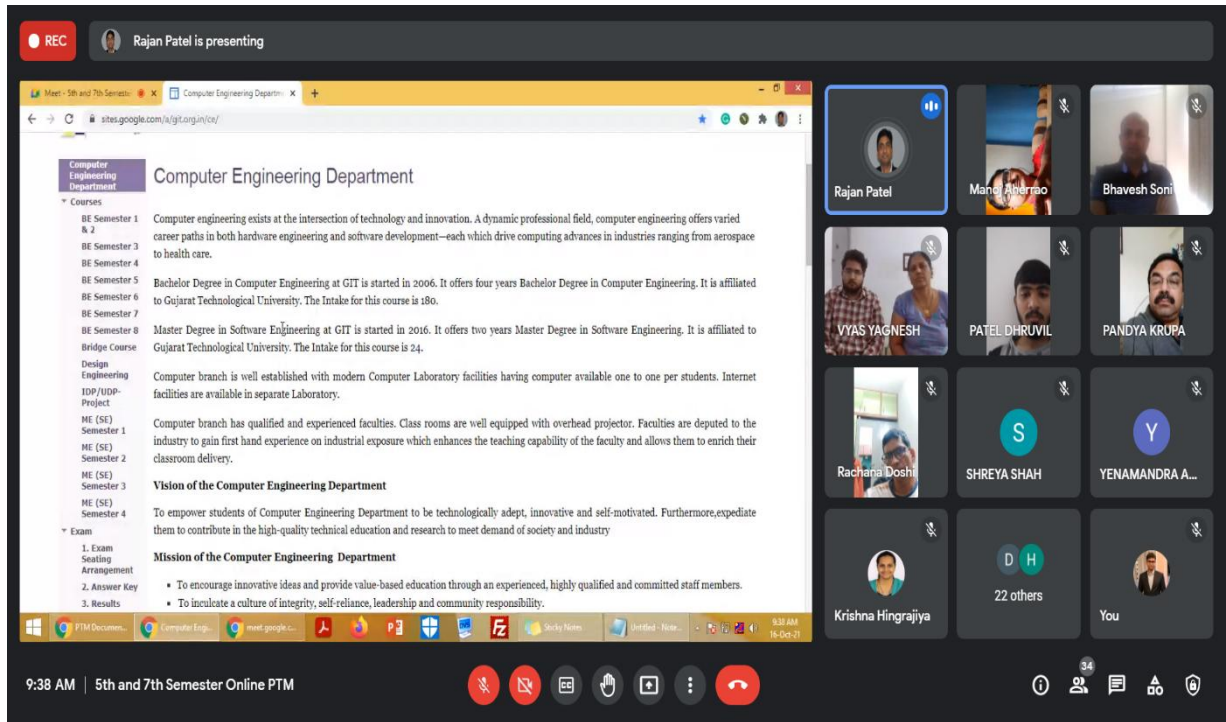 REC
Rajan Patel is presenting
Meet - 5th and 7th Semeste
Computer Engineering Departme
sites.google.com/a/git.org.in/ce/
Computer
Engineering
Department
Courses
BE Semester 1
& 2
BE Semester 3
BE Semester 4
BE Semester 5
BE Semester 6
BE Semester 7
BE Semester 8
Bridge Course
Design
Engineering
IDP/UDP-
Project
ME (SE)
Semester 1
ME (SE)
Semester 2
ME (SE)
Semester 3
ME (SE)
Semester 4
Exam
1. Exam
Seating
Arrangement
2. Answer Key
3. Results
Computer Engineering Department
Computer engineering exists at the intersection of technology and innovation. A dynamic professional field, computer engineering offers varied
career paths in both hardware engineering and software development—each which drive computing advances in industries ranging from aerospace
to health care.
Bachelor Degree in Computer Engineering at GIT is started in 2006. It offers four years Bachelor Degree in Computer Engineering. It is affiliated
to Gujarat Technological University. The Intake for this course is 180.
Master Degree in Software Engineering at GIT is started in 2016. It offers two years Master Degree in Software Engineering. It is affiliated to
Gujarat Technological University. The Intake for this course is 24.
Computer branch is well established with modern Computer Laboratory facilities having computer available one to one per students. Internet
facilities are available in separate Laboratory.
Computer branch has qualified and experienced faculties. Class rooms are well equipped with overhead projector. Faculties are deputed to the
industry to gain first hand experience on industrial exposure which enhances the teaching capability of the faculty and allows them to enrich their
classroom delivery.
Vision of the Computer Engineering Department
To empower students of Computer Engineering Department to be technologically adept, innovative and self-motivated. Furthermore,expediate
them to contribute in the high-quality technical education and research to meet demand of society and industry
Mission of the Computer Engineering Department
To encourage innovative ideas and provide value-based education through an experienced, highly qualified and committed staff members.
To inculcate a culture of integrity, self-reliance, leadership and community responsibility.
PTM Documen...
Computer Engi...
meet.google.c...
Sticky Notes
Untitled - Note...
9:38 AM
16-Oct-21
Rajan Patel
Manoj Aherrao
Bhavesh Soni
VYAS YAGNESH
PATEL DHRUVIL
PANDYA KRUPA
Rachana Doshi
S
SHREYA SHAH
Y
YENAMANDRA A...
Krishna Hingrajiya
D H
22 others
You
9:38 AM | 5th and 7th Semester Online PTM
CC
34